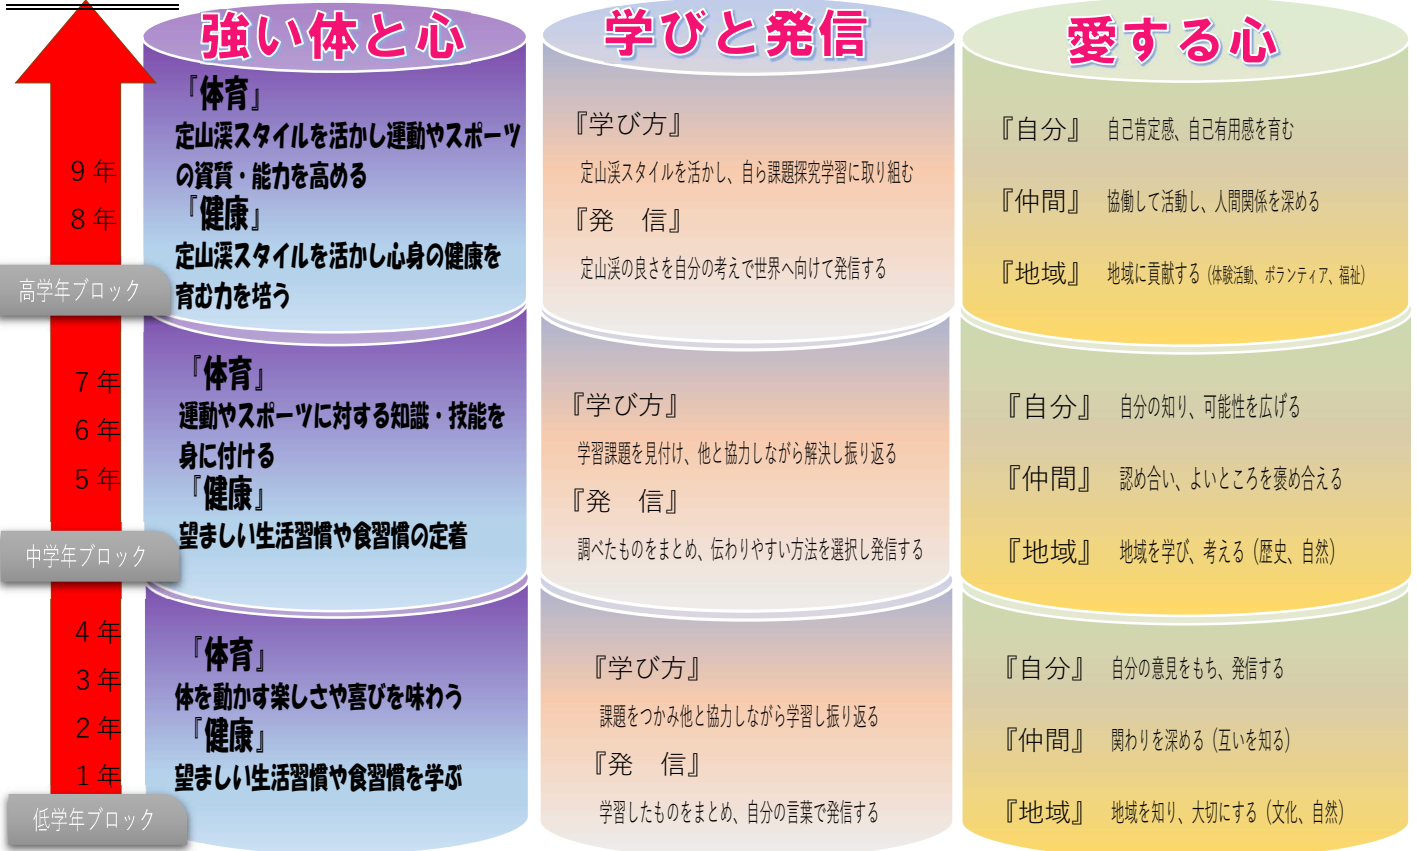 強い体と心
『体育』
定山渓スタイルを活かし運動やスポーツ
の資質・能力を高める
『健康』
定山渓スタイルを活かし心身の健康を
育む力を培う
『体育』
運動やスポーツに対する知識・技能を
身に付ける
『健康』
望ましい生活習慣や食習慣の定着
『体育』
体を動かす楽しさや喜びを味わう
『健康』
望ましい生活習慣や食習慣を学ぶ
学びと発信
『学び方』
定山渓スタイルを活かし、自ら課題探究学習に取り組む
『発　信』
定山渓の良さを自分の考えで世界へ向けて発信する
『学び方』
学習課題を見付け、他と協力しながら解決し振り返る
『発　信』
調べたものをまとめ、伝わりやすい方法を選択し発信する
『学び方』
課題をつかみ他と協力しながら学習し振り返る
『発　信』
学習したものをまとめ、自分の言葉で発信する
愛する心
『自分』　自己肯定感、自己有用感を育む
『仲間』　協働して活動し、人間関係を深める
『地域』　地域に貢献する（体験活動、ボランティア、福祉）
『自分』　自分の知り、可能性を広げる
『仲間』　認め合い、よいところを褒め合える
『地域』　地域を学び、考える（歴史、自然）
『自分』　自分の意見をもち、発信する
『仲間』　関わりを深める（互いを知る）
『地域』　地域を知り、大切にする（文化、自然）
9年
8年
高学年ブロック
7年
6年
5年
中学年ブロック
4年
3年
2年
1年
低学年ブロック